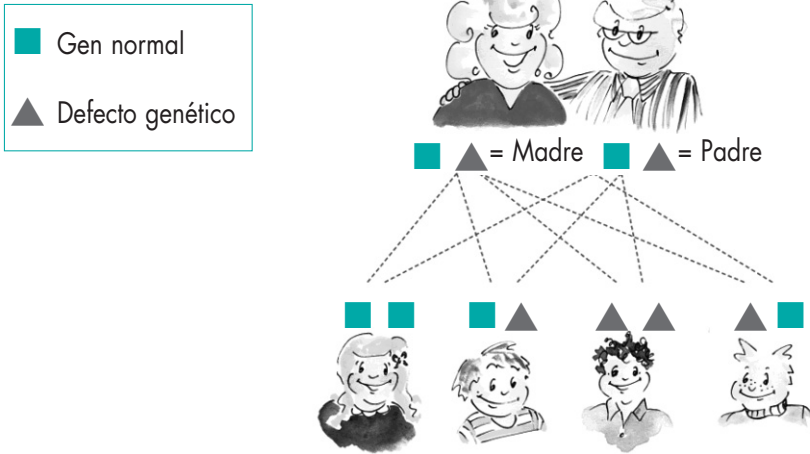 Gen normal
Defecto genético
= Madre = Padre